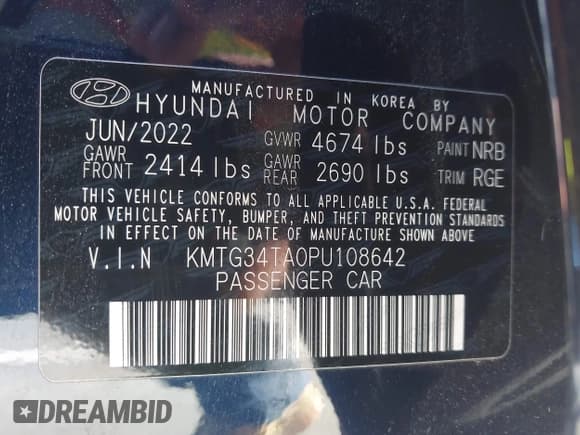 MANUFACTURED IN KOREA BY
HYUNDAI MOTOR COMPANY
JUN/2022 GVWR 4674 lbs PAINT NRB
GAWR FRONT 2414 lbs GAWR REAR 2690 lbs TRIM RGE
THIS VEHICLE CONFORMS TO ALL APPLICABLE U.S.A. FEDERAL
MOTOR VEHICLE SAFETY, BUMPER, AND THEFT PREVENTION STANDARDS
IN EFFECT ON THE DATE OF MANUFACTURE SHOWN ABOVE.
V.I.N KMTG34TA0PU108642
PASSENGER CAR
DREAMBID